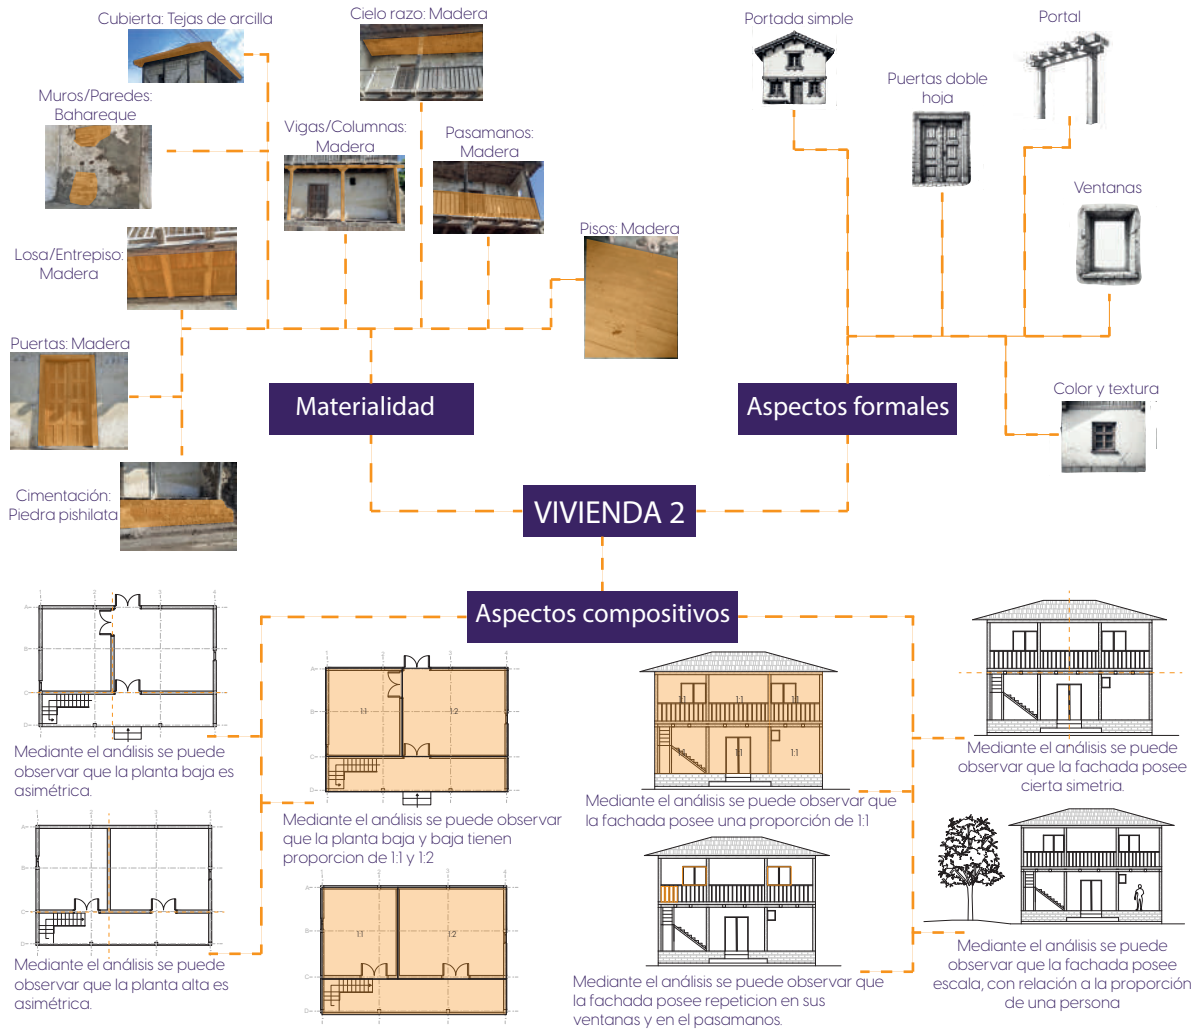 Cubierta: Tejas de arcilla
Cielo razo: Madera
Muros/Paredes:
Bahareque
Vigas/Columnas:
Madera
Pasamanos:
Madera
Losa/Entrepiso:
Madera
Pisos: Madera
Puertas: Madera
Cimentación:
Piedra pishilata
Materialidad
Portada simple
Portal
Puertas doble
hoja
Ventanas
Color y textura
Aspectos formales
VIVIENDA 2
Aspectos compositivos
Mediante el análisis se puede
observar que la planta baja es
asimétrica.
Mediante el análisis se puede
observar que la planta alta es
asimétrica.
1:1
1:2
Mediante el análisis se puede observar
que la planta baja y baja tienen
proporcion de 1:1 y 1:2
1:1
1:2
1:1
1:1
1:1
1:1
1:1
Mediante el análisis se puede observar que
la fachada posee una proporción de 1:1
Mediante el análisis se puede observar que
la fachada posee repeticion en sus
ventanas y en el pasamanos.
Mediante el análisis se puede
observar que la fachada posee
cierta simetria.
Mediante el análisis se puede
observar que la fachada posee
escala, con relación a la proporción
de una persona